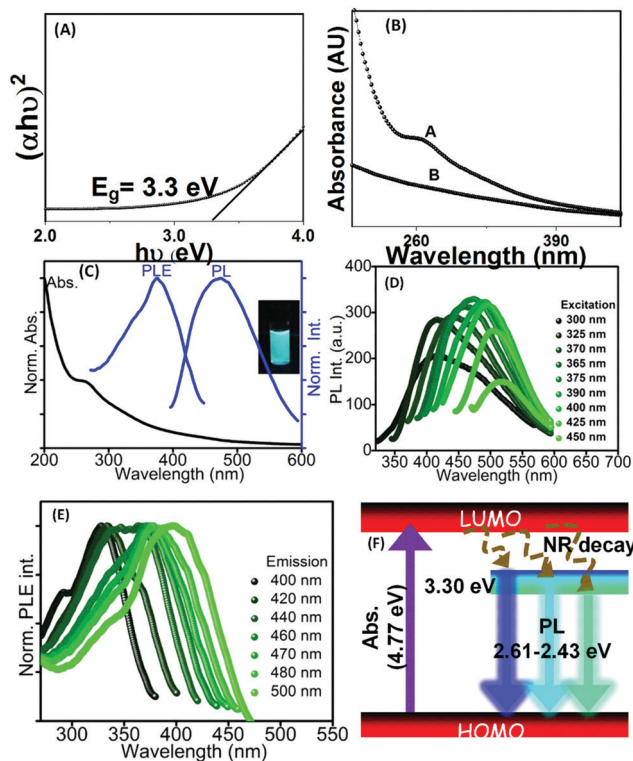 (A)
(αhυ)²
E_g= 3.3 eV
2.0 2.5 3.0 3.5 4.0
hυ (eV)
(B)
Absorbance (AU)
A
B
260 390
Wavelength (nm)
(C)
Abs.
PLE PL
Norm. Abs.
Norm. Int.
200 300 400 500 600
Wavelength (nm)
(D)
PL Int. (a.u.)
400
300
200
100
0
Excitation
300 nm
325 nm
370 nm
365 nm
375 nm
390 nm
400 nm
425 nm
450 nm
350 400 450 500 550 600 650 700
Wavelength (nm)
(E)
Norm. PLE int.
Emission
400 nm
420 nm
440 nm
460 nm
470 nm
480 nm
500 nm
300 350 400 450 500 550
Wavelength (nm)
LUMO
(F)
NR decay
3.30 eV
Abs.
(4.77 eV)
PL
2.61-2.43 eV
HOMO